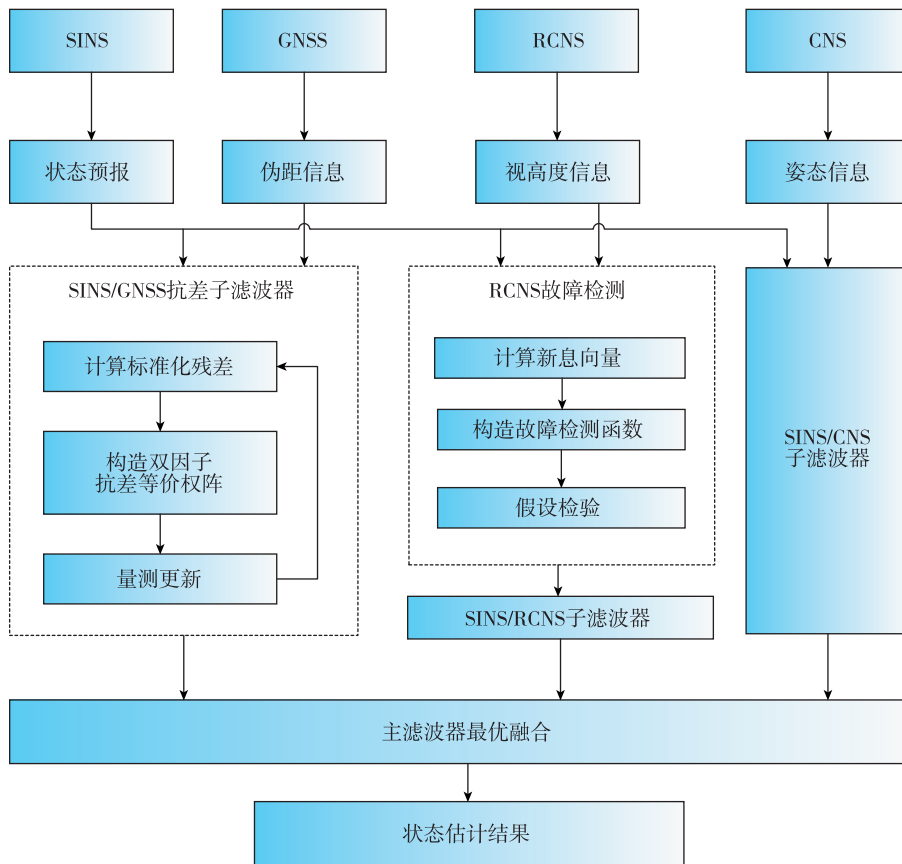 SINS
GNSS
RCNS
CNS
状态预报
伪距信息
视高度信息
姿态信息
SINS/GNSS抗差子滤波器
计算标准化残差
构造双因子
抗差等价权阵
量测更新
RCNS故障检测
计算新息向量
构造故障检测函数
假设检验
SINS/RCNS子滤波器
SINS/CNS
子滤波器
主滤波器最优融合
状态估计结果